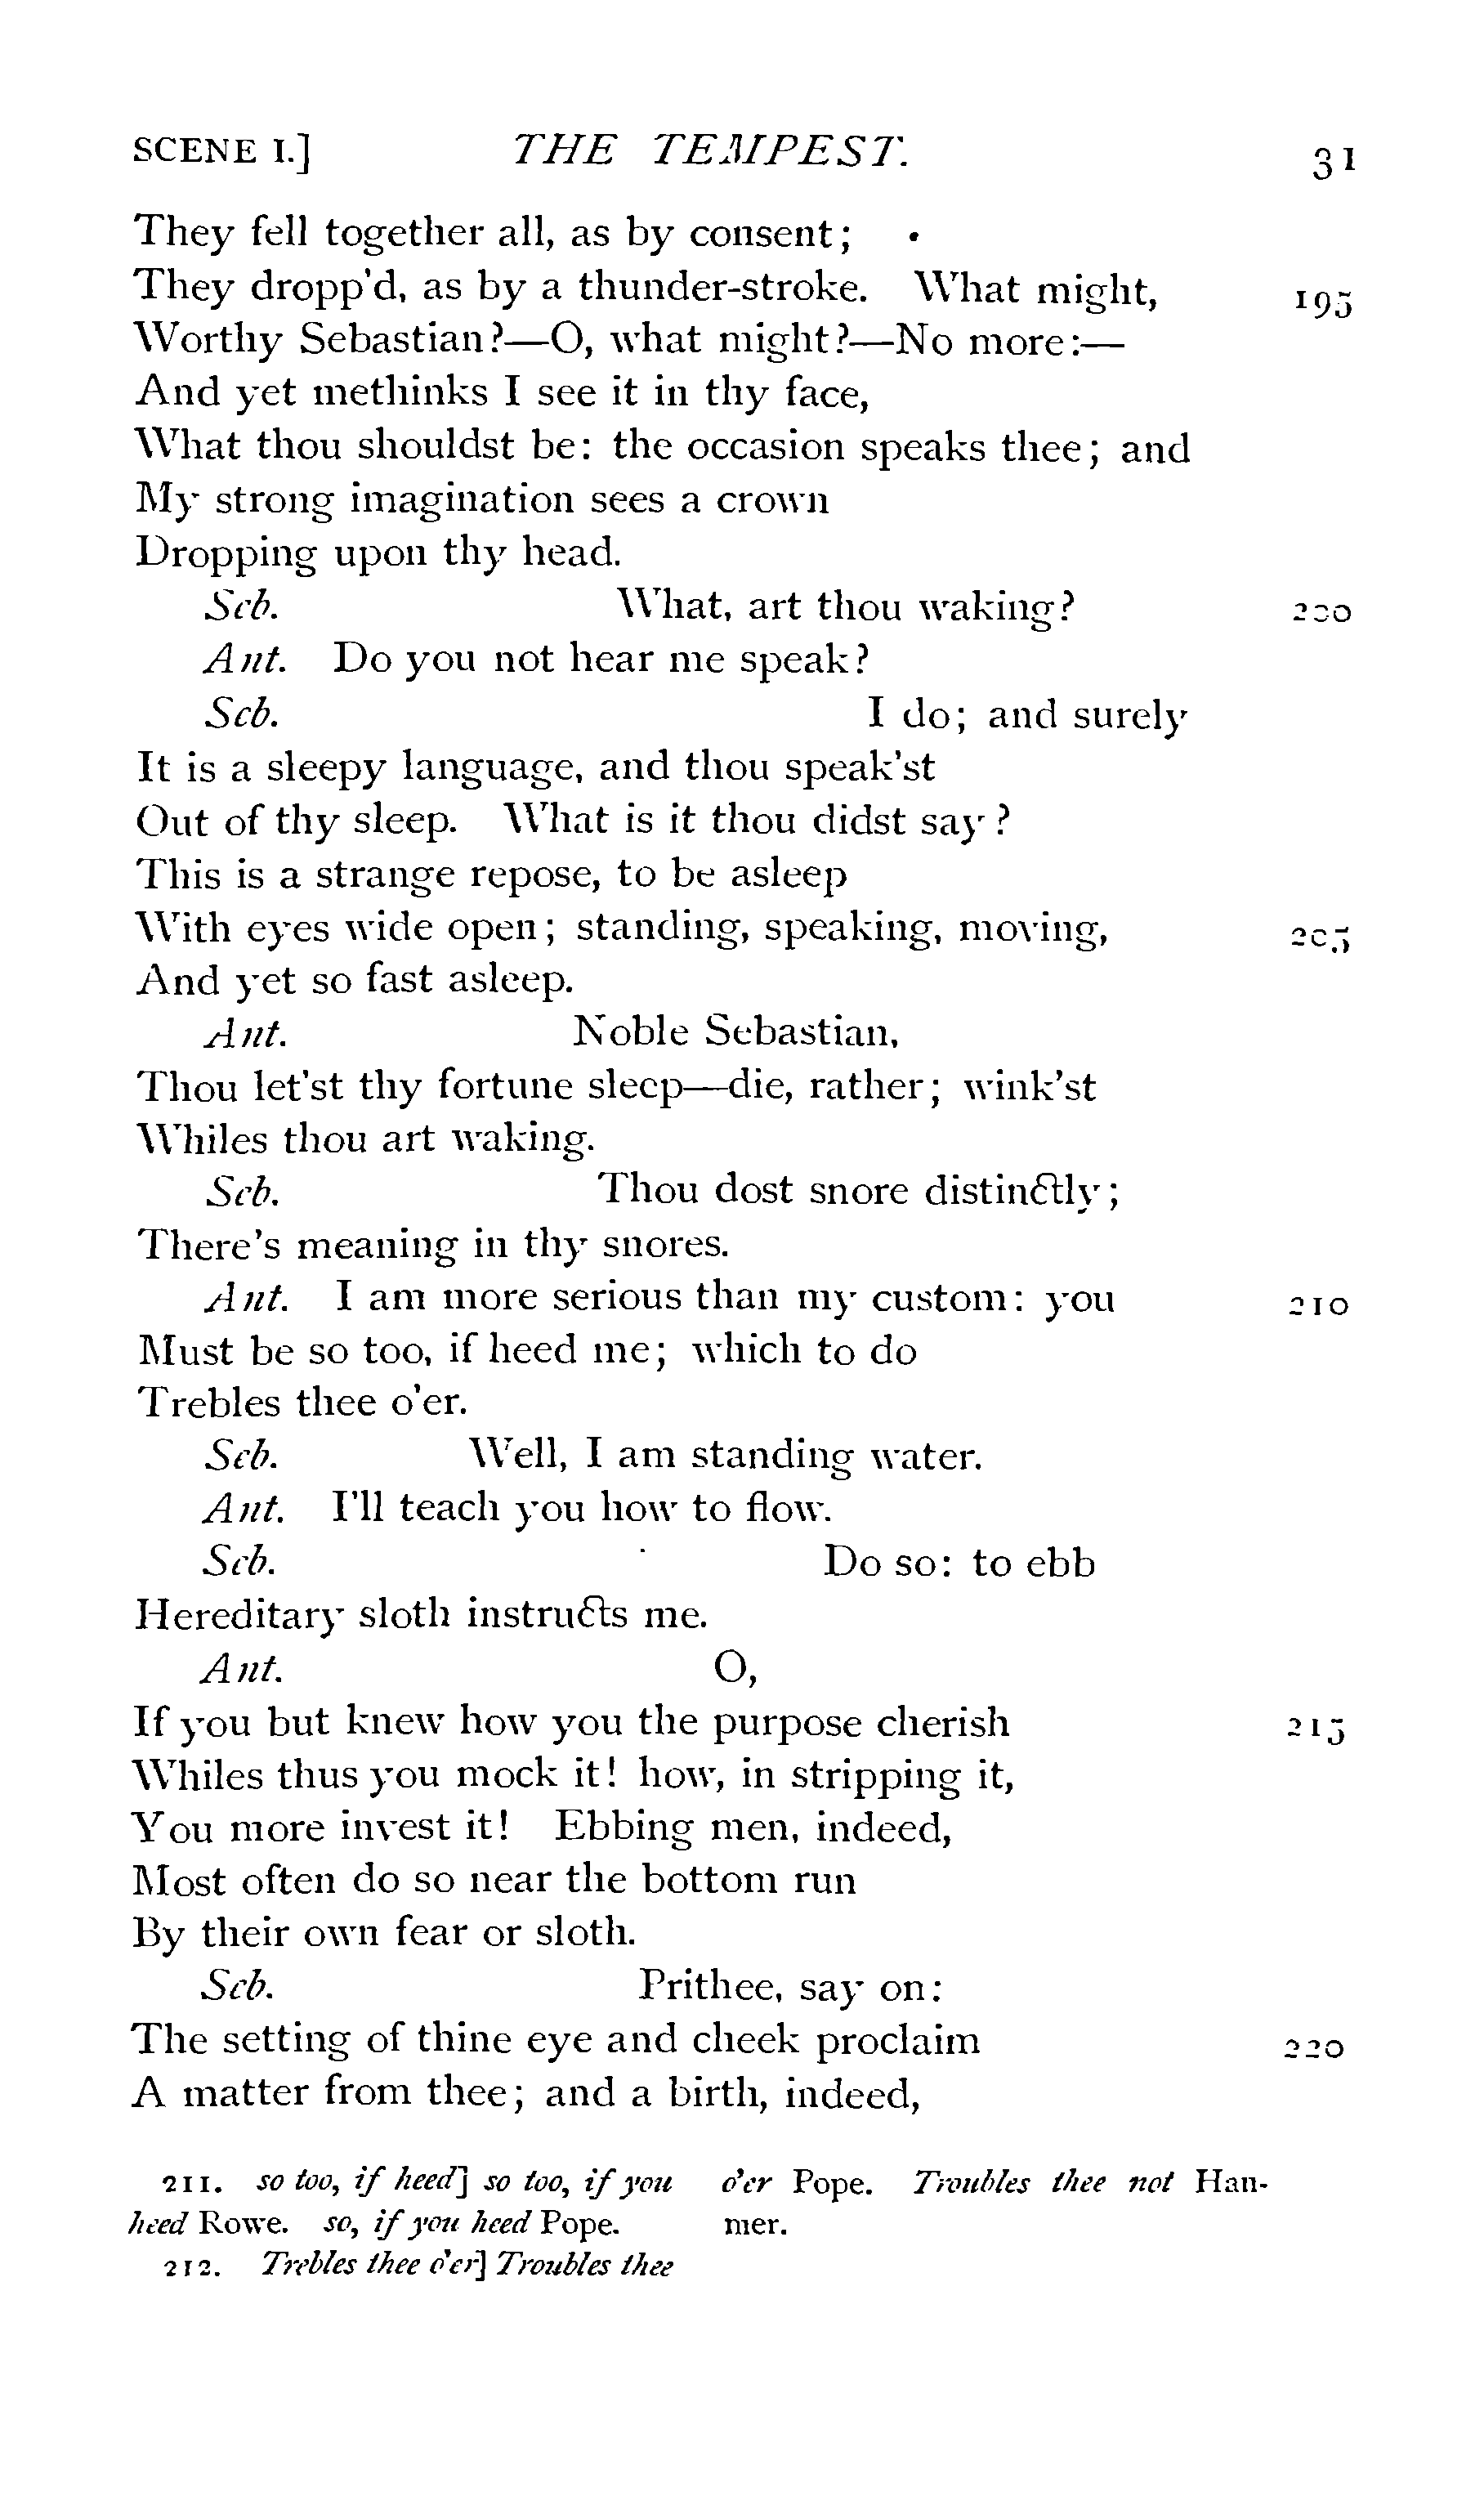 SCENE I.] THE TEMPEST. 31
They fell together all, as by consent;
They dropp'd, as by a thunder-stroke. What might, 195
Worthy Sebastian?—O, what might?—No more:—
And yet methinks I see it in thy face,
What thou shouldst be: the occasion speaks thee; and
My strong imagination sees a crown
Dropping upon thy head.
Seb. What, art thou waking? 200
Ant. Do you not hear me speak?
Seb. I do; and surely
It is a sleepy language, and thou speak'st
Out of thy sleep. What is it thou didst say?
This is a strange repose, to be asleep
With eyes wide open; standing, speaking, moving, 205
And yet so fast asleep.
Ant. Noble Sebastian,
Thou let'st thy fortune sleep—die, rather; wink'st
Whiles thou art waking.
Seb. Thou dost snore distinctly;
There's meaning in thy snores.
Ant. I am more serious than my custom: you 210
Must be so too, if heed me; which to do
Trebles thee o'er.
Seb. Well, I am standing water.
Ant. I'll teach you how to flow.
Seb. Do so: to ebb
Hereditary sloth instructs me.
Ant. O,
If you but knew how you the purpose cherish 215
Whiles thus you mock it! how, in stripping it,
You more invest it! Ebbing men, indeed,
Most often do so near the bottom run
By their own fear or sloth.
Seb. Prithee, say on:
The setting of thine eye and cheek proclaim 220
A matter from thee; and a birth, indeed,
211. so too, if heed] so too, if you
heed Rowe. so, if you heed Pope.
212. Trebles thee o'er] Troubles thee
o'er Pope. Troubles thee not Han-
mer.